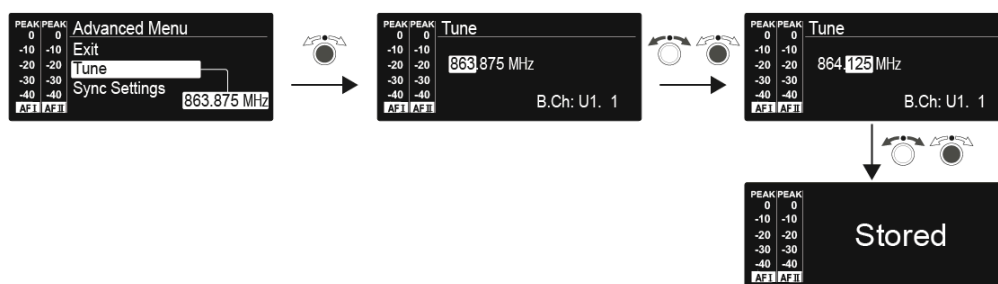 PEAK PEAK
0 0
-10 -10
-20 -20
-30 -30
-40 -40
AF I AF II
Advanced Menu
Exit
Tune
Sync Settings
863.875 MHz
PEAK PEAK
0 0
-10 -10
-20 -20
-30 -30
-40 -40
AF I AF II
Tune
863.875 MHz
B.Ch: U1. 1
PEAK PEAK
0 0
-10 -10
-20 -20
-30 -30
-40 -40
AF I AF II
Tune
864.125 MHz
B.Ch: U1. 1
PEAK PEAK
0 0
-10 -10
-20 -20
-30 -30
-40 -40
AF I AF II
Stored